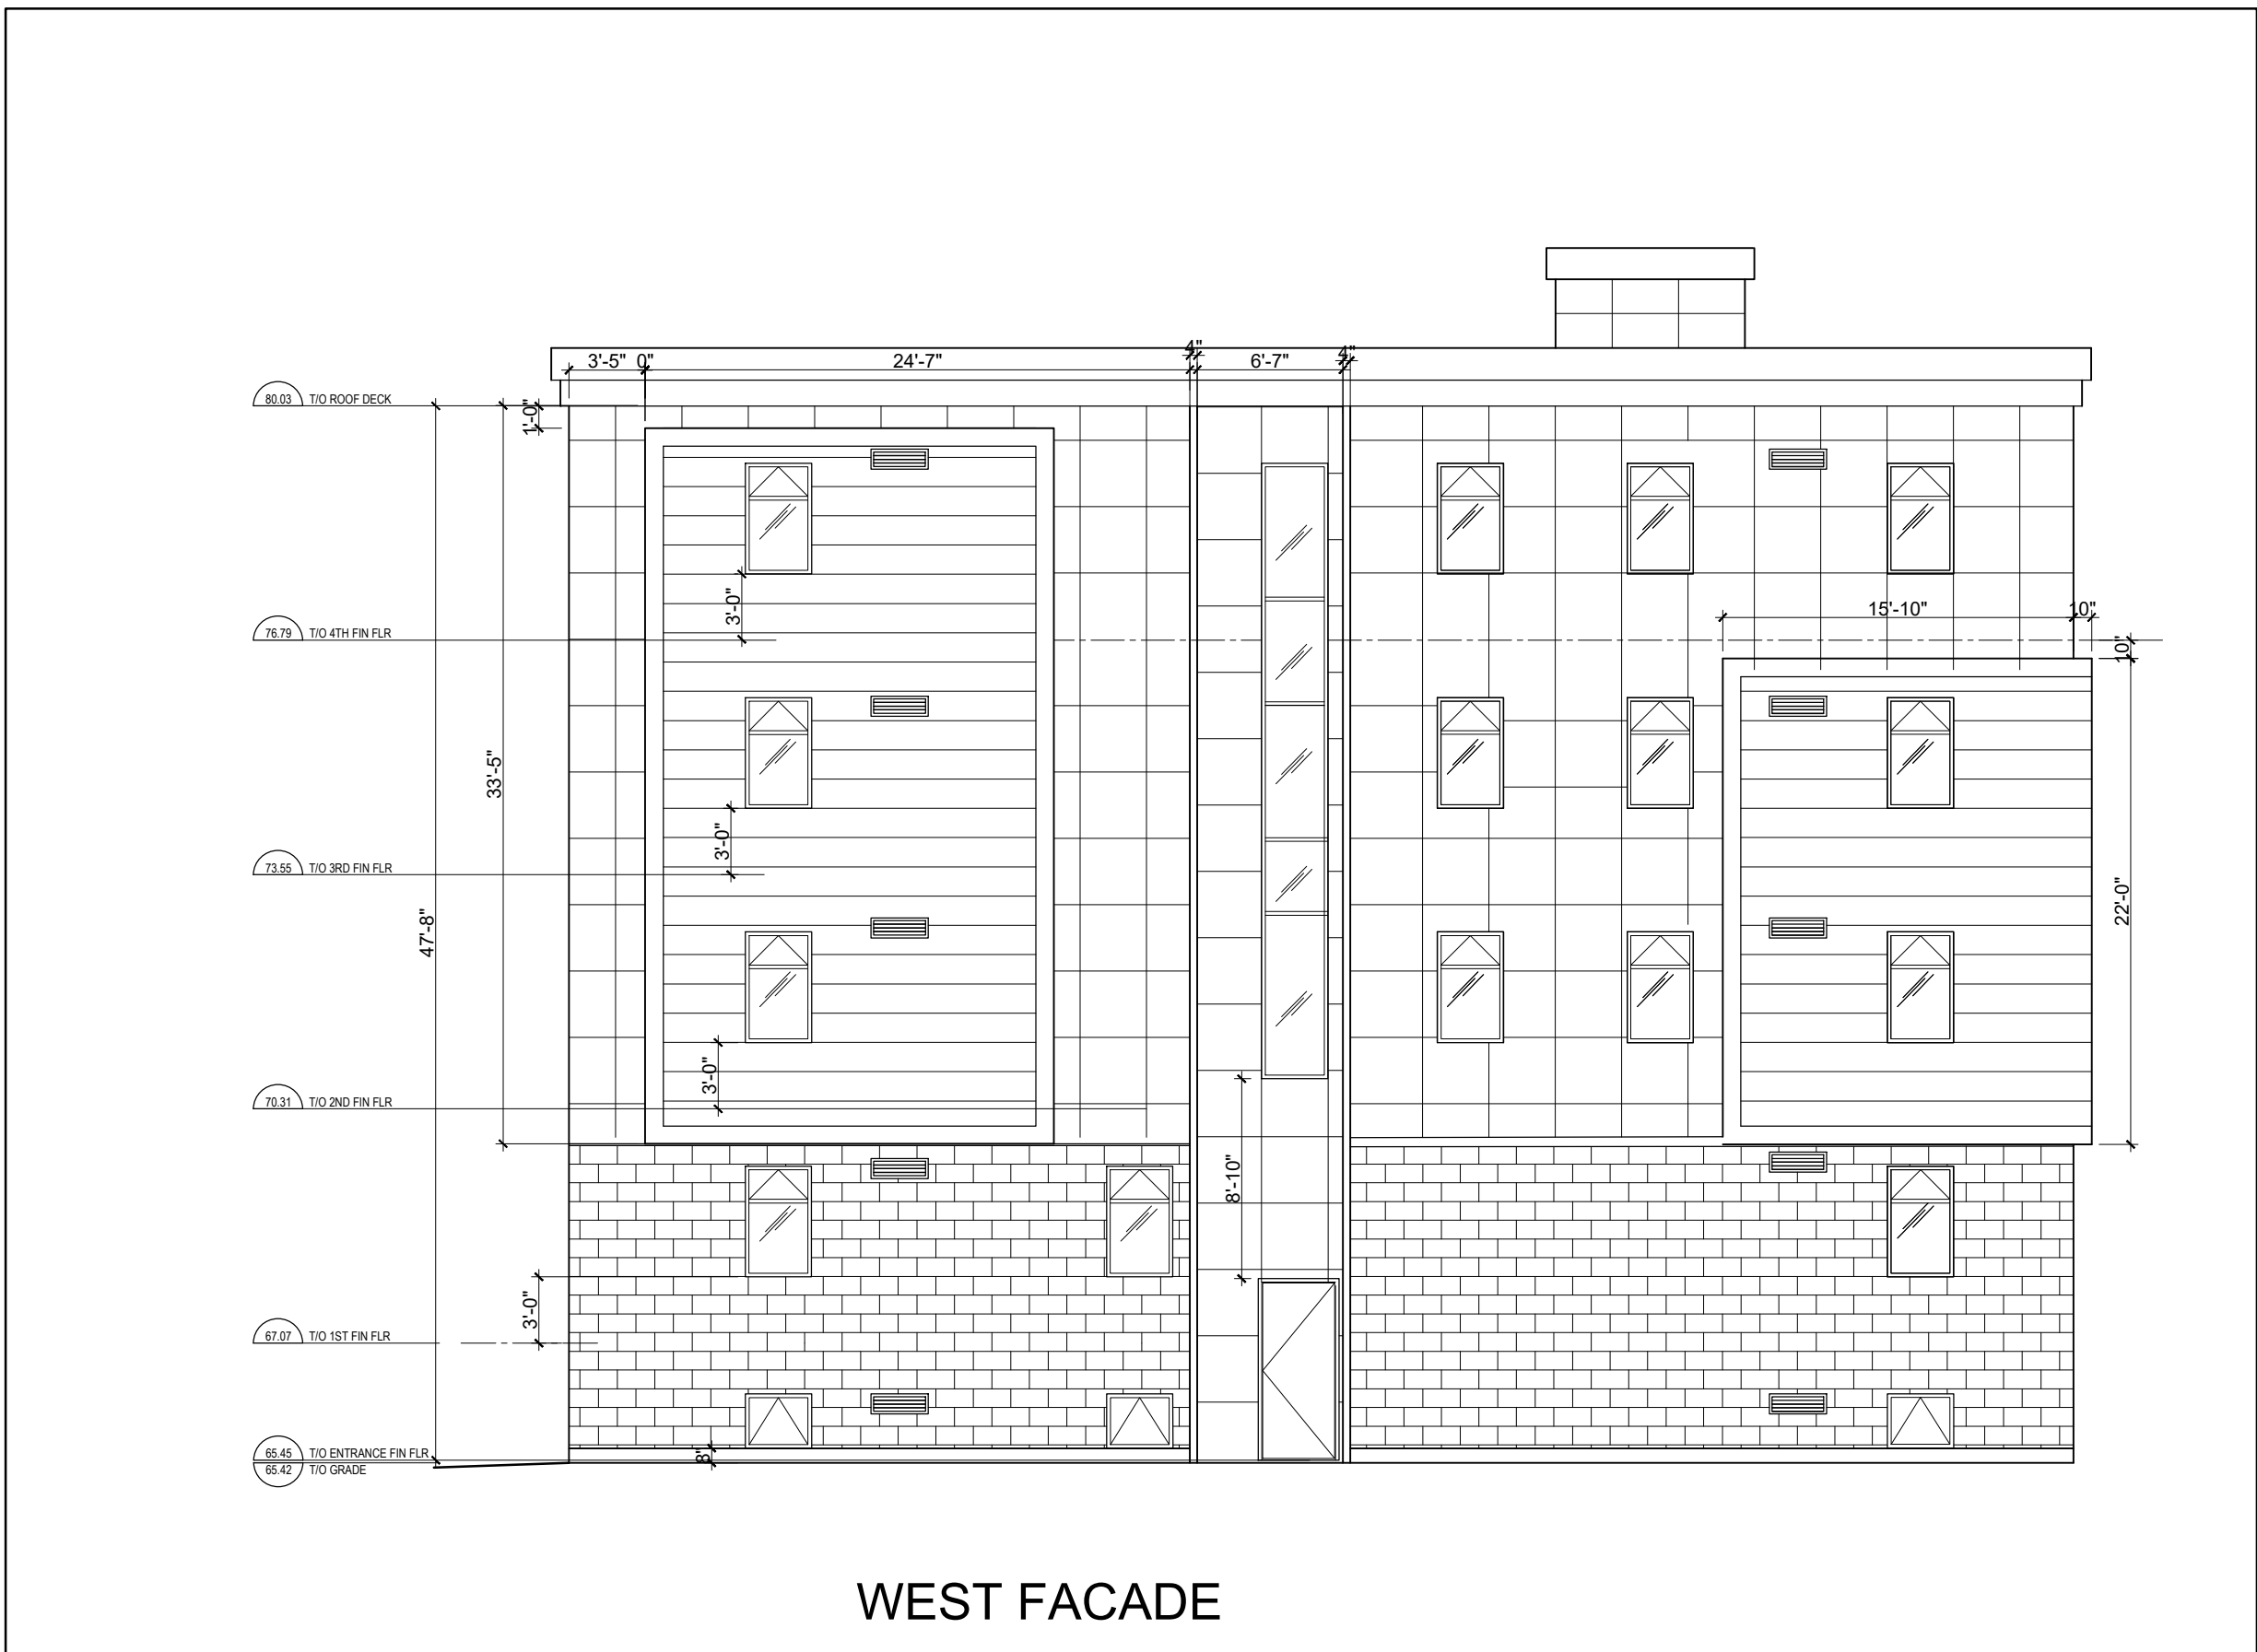 4" 4"
3'-5" 0" 24'-7" 6'-7"
80.03 T/O ROOF DECK
1'-0"
3'-0"
15'-10" 10"
76.79 T/O 4TH FIN FLR
10"
33'-5"
3'-0"
73.55 T/O 3RD FIN FLR
22'-0"
47'-8"
3'-0"
70.31 T/O 2ND FIN FLR
8'-10"
3'-0"
67.07 T/O 1ST FIN FLR
65.45 T/O ENTRANCE FIN FLR
8"
65.42 T/O GRADE
WEST FACADE